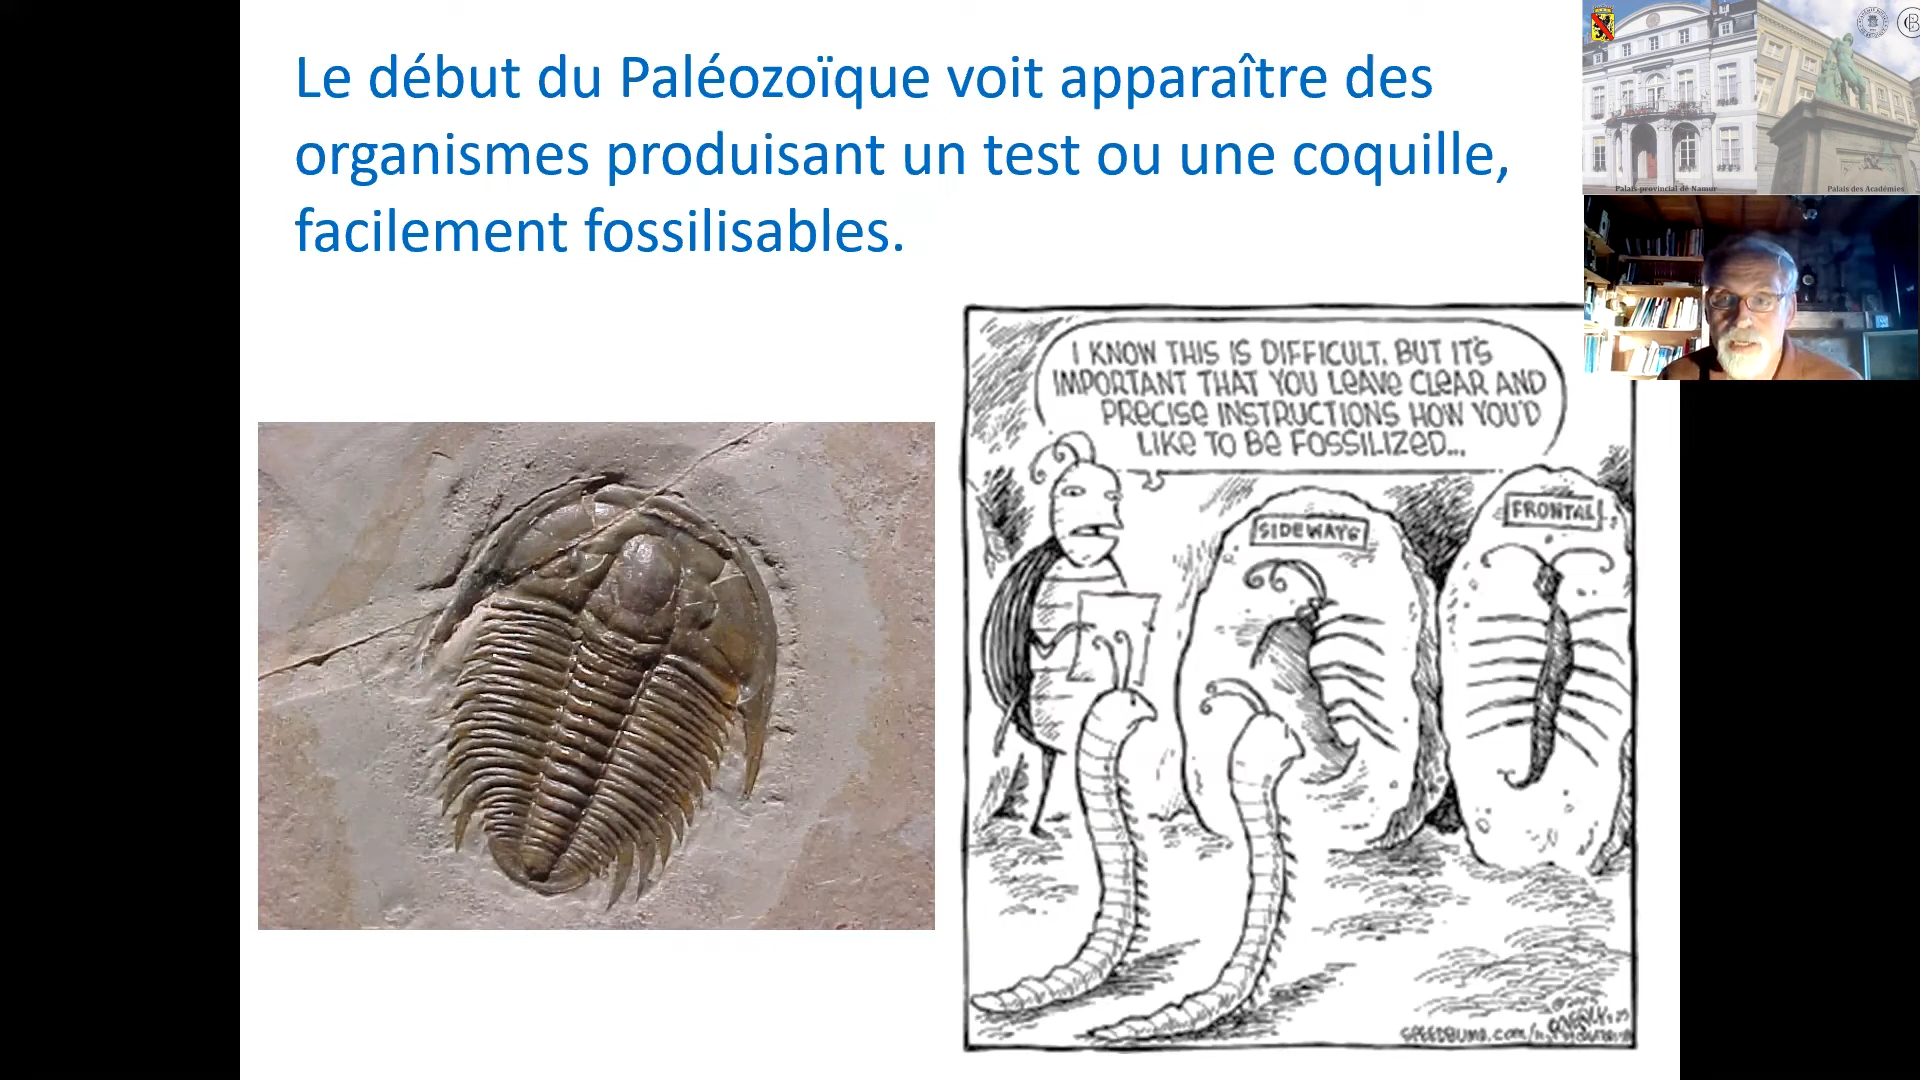 Le début du Paléozoïque voit apparaître des
organismes produisant un test ou une coquille,
facilement fossilisables.
Palais provincial de Namur
Palais des Académies
I KNOW THIS IS DIFFICULT. BUT IT'S
IMPORTANT THAT YOU LEAVE CLEAR AND
PRECISE INSTRUCTIONS HOW YOU'D
LIKE TO BE FOSSILIZED...
SIDEWAYS
FRONTAL
SPEEDBUMP.com